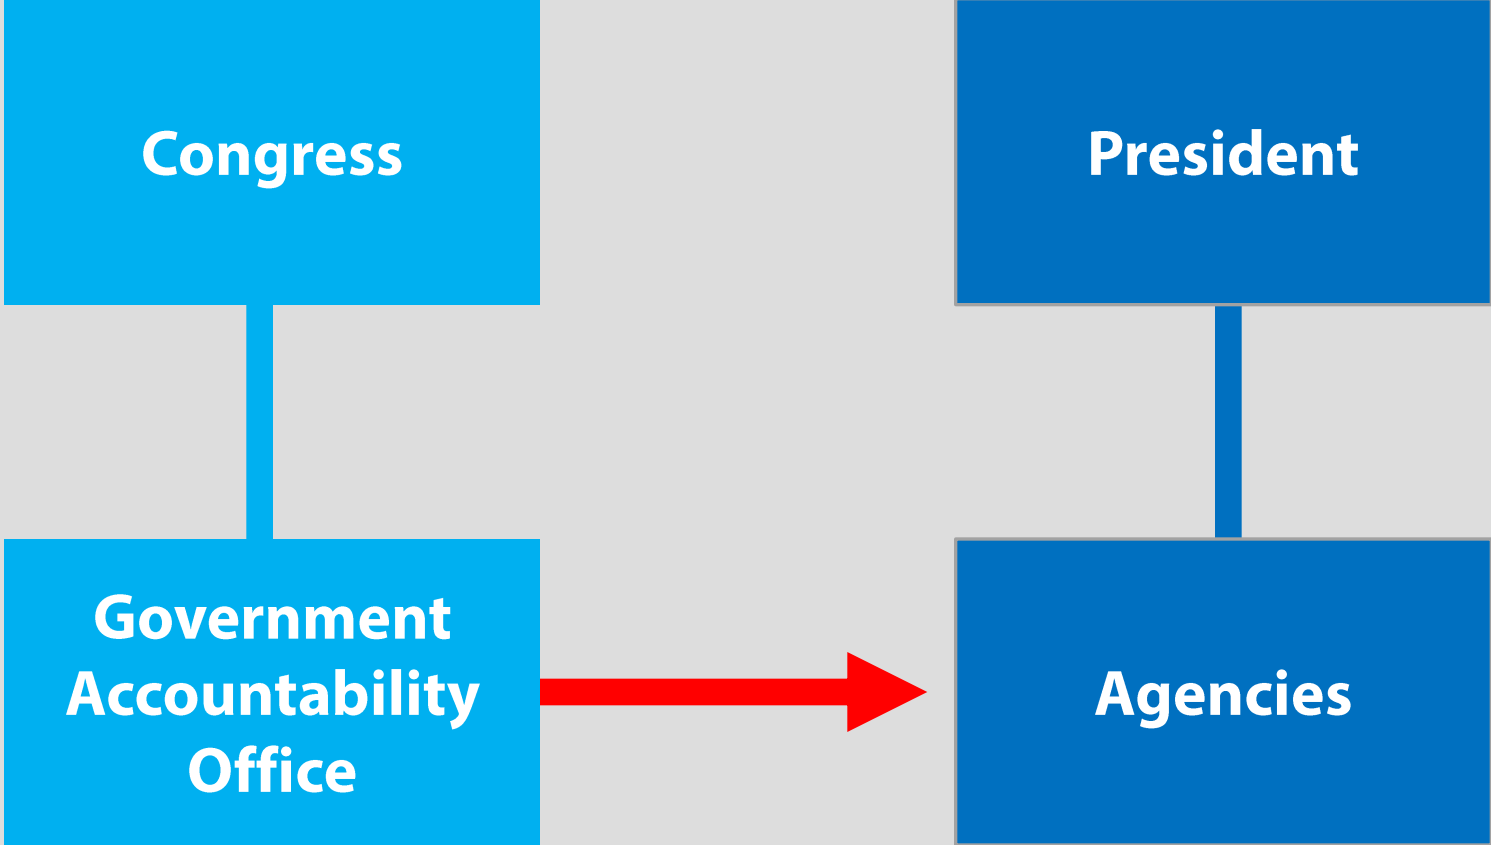 Congress
President
Government
Accountability
Office
Agencies